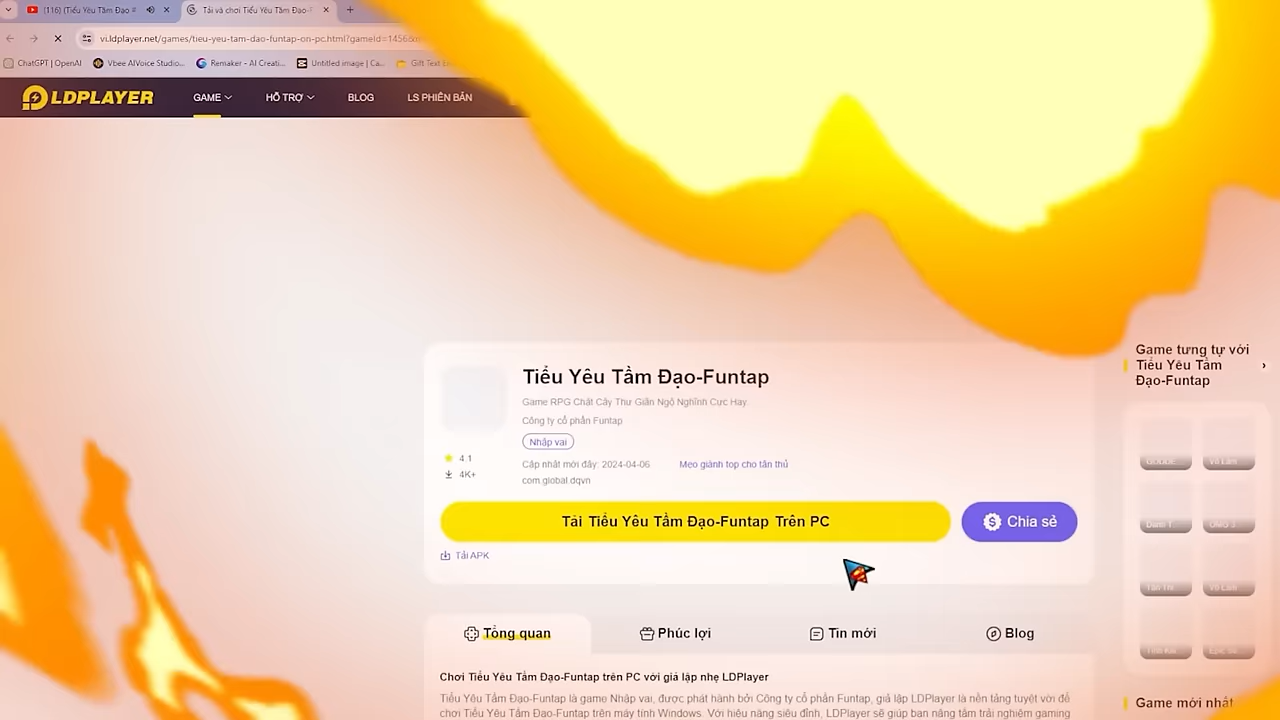 (116) (Tiểu Yêu Tầm Đạo #
Tải và chơi Tiểu Yêu Tầm Đạo-F
vi.ldplayer.net/games/tieu-yeu-tam-dao-funtap-on-pc.html?gameId=1456
ChatGPT | OpenAI
Vbee AIVoice Studio...
Remaker - AI Creati...
Untitled image | Ca...
Gift Text
LDPLAYER
GAME
HỖ TRỢ
BLOG
LS PHIÊN BẢN
Tiểu Yêu Tầm Đạo-Funtap
Game RPG Chặt Cây Thư Giãn Ngộ Nghĩnh Cực Hay.
Công ty cổ phần Funtap
Nhập vai
4.1
Cập nhật mới đây: 2024-04-06
Mẹo giành top cho tân thủ
4K+
com.global.dqvn
Tải Tiểu Yêu Tầm Đạo-Funtap Trên PC
Chia sẻ
Tải APK
Tổng quan
Phúc lợi
Tin mới
Blog
Chơi Tiểu Yêu Tầm Đạo-Funtap trên PC với giả lập nhẹ LDPlayer
Tiểu Yêu Tầm Đạo-Funtap là game Nhập vai, được phát hành bởi Công ty cổ phần Funtap, giả lập LDPlayer là nền tảng tuyệt vời để
chơi Tiểu Yêu Tầm Đạo-Funtap trên máy tính Windows. Với hiệu năng siêu đỉnh, LDPlayer sẽ giúp bạn nâng tầm trải nghiệm gaming
Game tương tự với
Tiểu Yêu Tầm
Đạo-Funtap
Game mới nhất